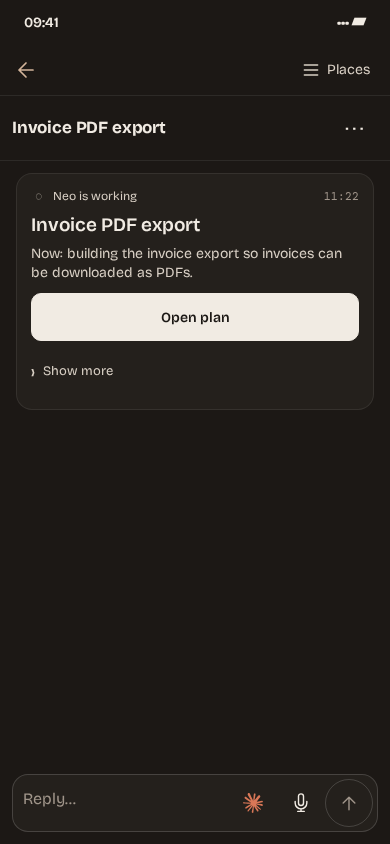 09:41
Places
Invoice PDF export
Neo is working
11:22
Invoice PDF export
Now: building the invoice export so invoices can
be downloaded as PDFs.
Open plan
Show more
Reply...